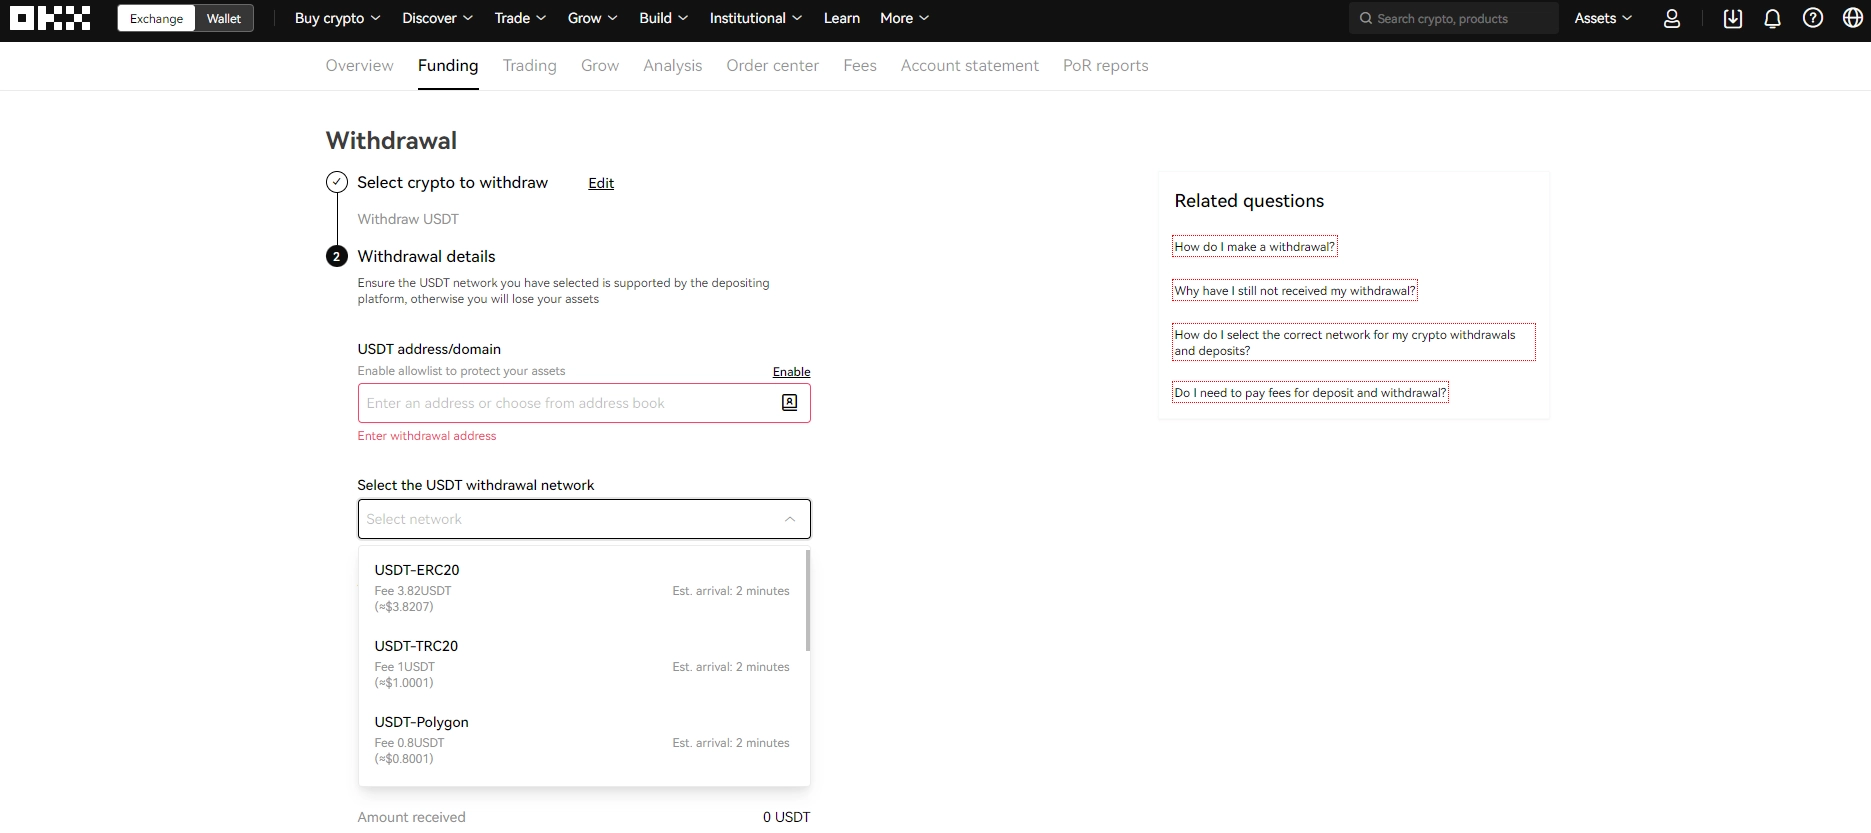 OKX
Exchange Wallet Buy crypto Discover Trade Grow Build Institutional Learn More Search crypto, products Assets
Overview Funding Trading Grow Analysis Order center Fees Account statement PoR reports
Withdrawal
Select crypto to withdraw Edit
Withdraw USDT
2 Withdrawal details
Ensure the USDT network you have selected is supported by the depositing
platform, otherwise you will lose your assets
USDT address/domain
Enable allowlist to protect your assets Enable
Enter an address or choose from address book
Enter withdrawal address
Select the USDT withdrawal network
Select network
USDT-ERC20
Fee 3.82USDT Est. arrival: 2 minutes
(≈$3.8207)
USDT-TRC20
Fee 1USDT Est. arrival: 2 minutes
(≈$1.0001)
USDT-Polygon
Fee 0.8USDT Est. arrival: 2 minutes
(≈$0.8001)
Amount received 0 USDT
Related questions
How do I make a withdrawal?
Why have I still not received my withdrawal?
How do I select the correct network for my crypto withdrawals
and deposits?
Do I need to pay fees for deposit and withdrawal?